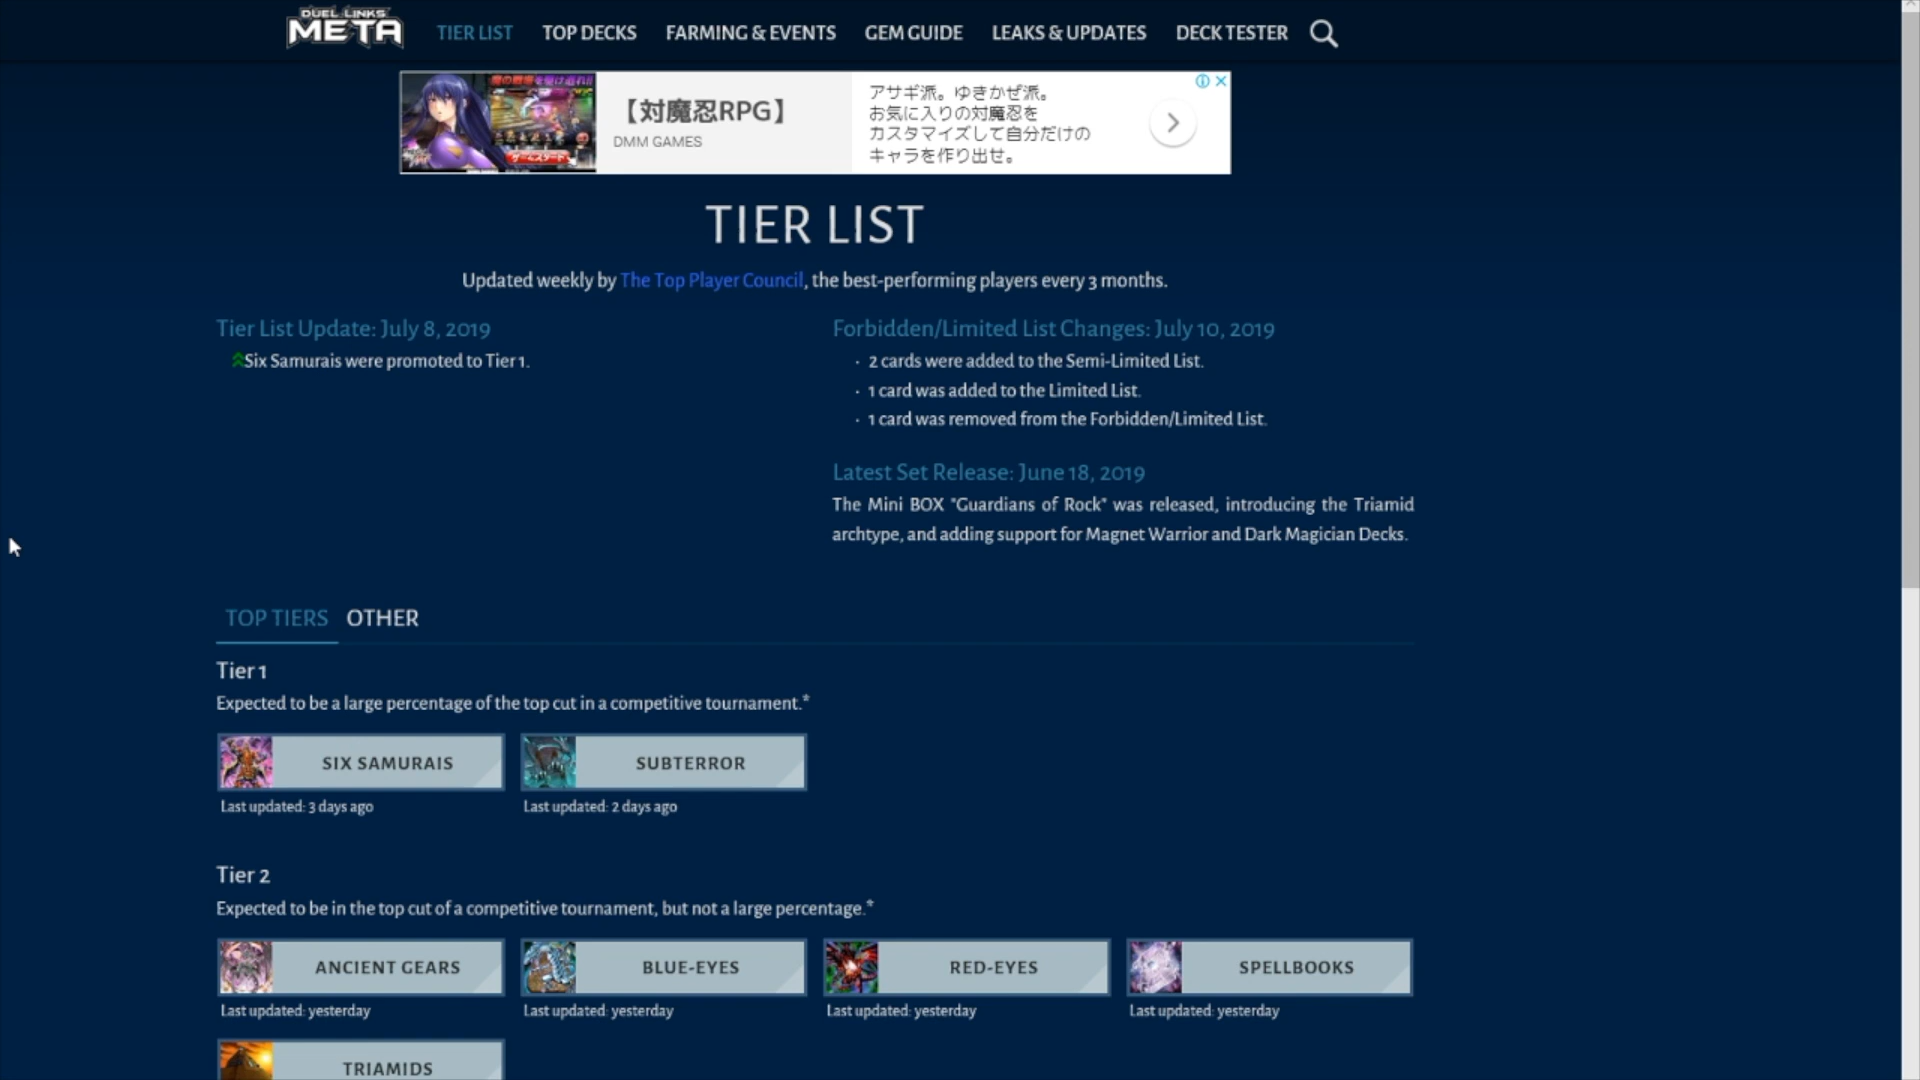 DUEL LINKS
META
TIER LIST
TOP DECKS
FARMING & EVENTS
GEM GUIDE
LEAKS & UPDATES
DECK TESTER
ゲームスタート
【対魔忍RPG】
DMM GAMES
アサギ派。ゆきかぜ派。
お気に入りの対魔忍を
カスタマイズして自分だけの
キャラを作り出せ。
TIER LIST
Updated weekly by The Top Player Council, the best-performing players every 3 months.
Tier List Update: July 8, 2019
Six Samurais were promoted to Tier 1.
Forbidden/Limited List Changes: July 10, 2019
· 2 cards were added to the Semi-Limited List.
· 1 card was added to the Limited List.
· 1 card was removed from the Forbidden/Limited List.
Latest Set Release: June 18, 2019
The Mini BOX "Guardians of Rock" was released, introducing the Triamid
archtype, and adding support for Magnet Warrior and Dark Magician Decks.
TOP TIERS
OTHER
Tier 1
Expected to be a large percentage of the top cut in a competitive tournament.*
SIX SAMURAIS
SUBTERROR
Last updated: 3 days ago
Last updated: 2 days ago
Tier 2
Expected to be in the top cut of a competitive tournament, but not a large percentage.*
ANCIENT GEARS
BLUE-EYES
RED-EYES
SPELLBOOKS
Last updated: yesterday
Last updated: yesterday
Last updated: yesterday
Last updated: yesterday
TRIAMIDS